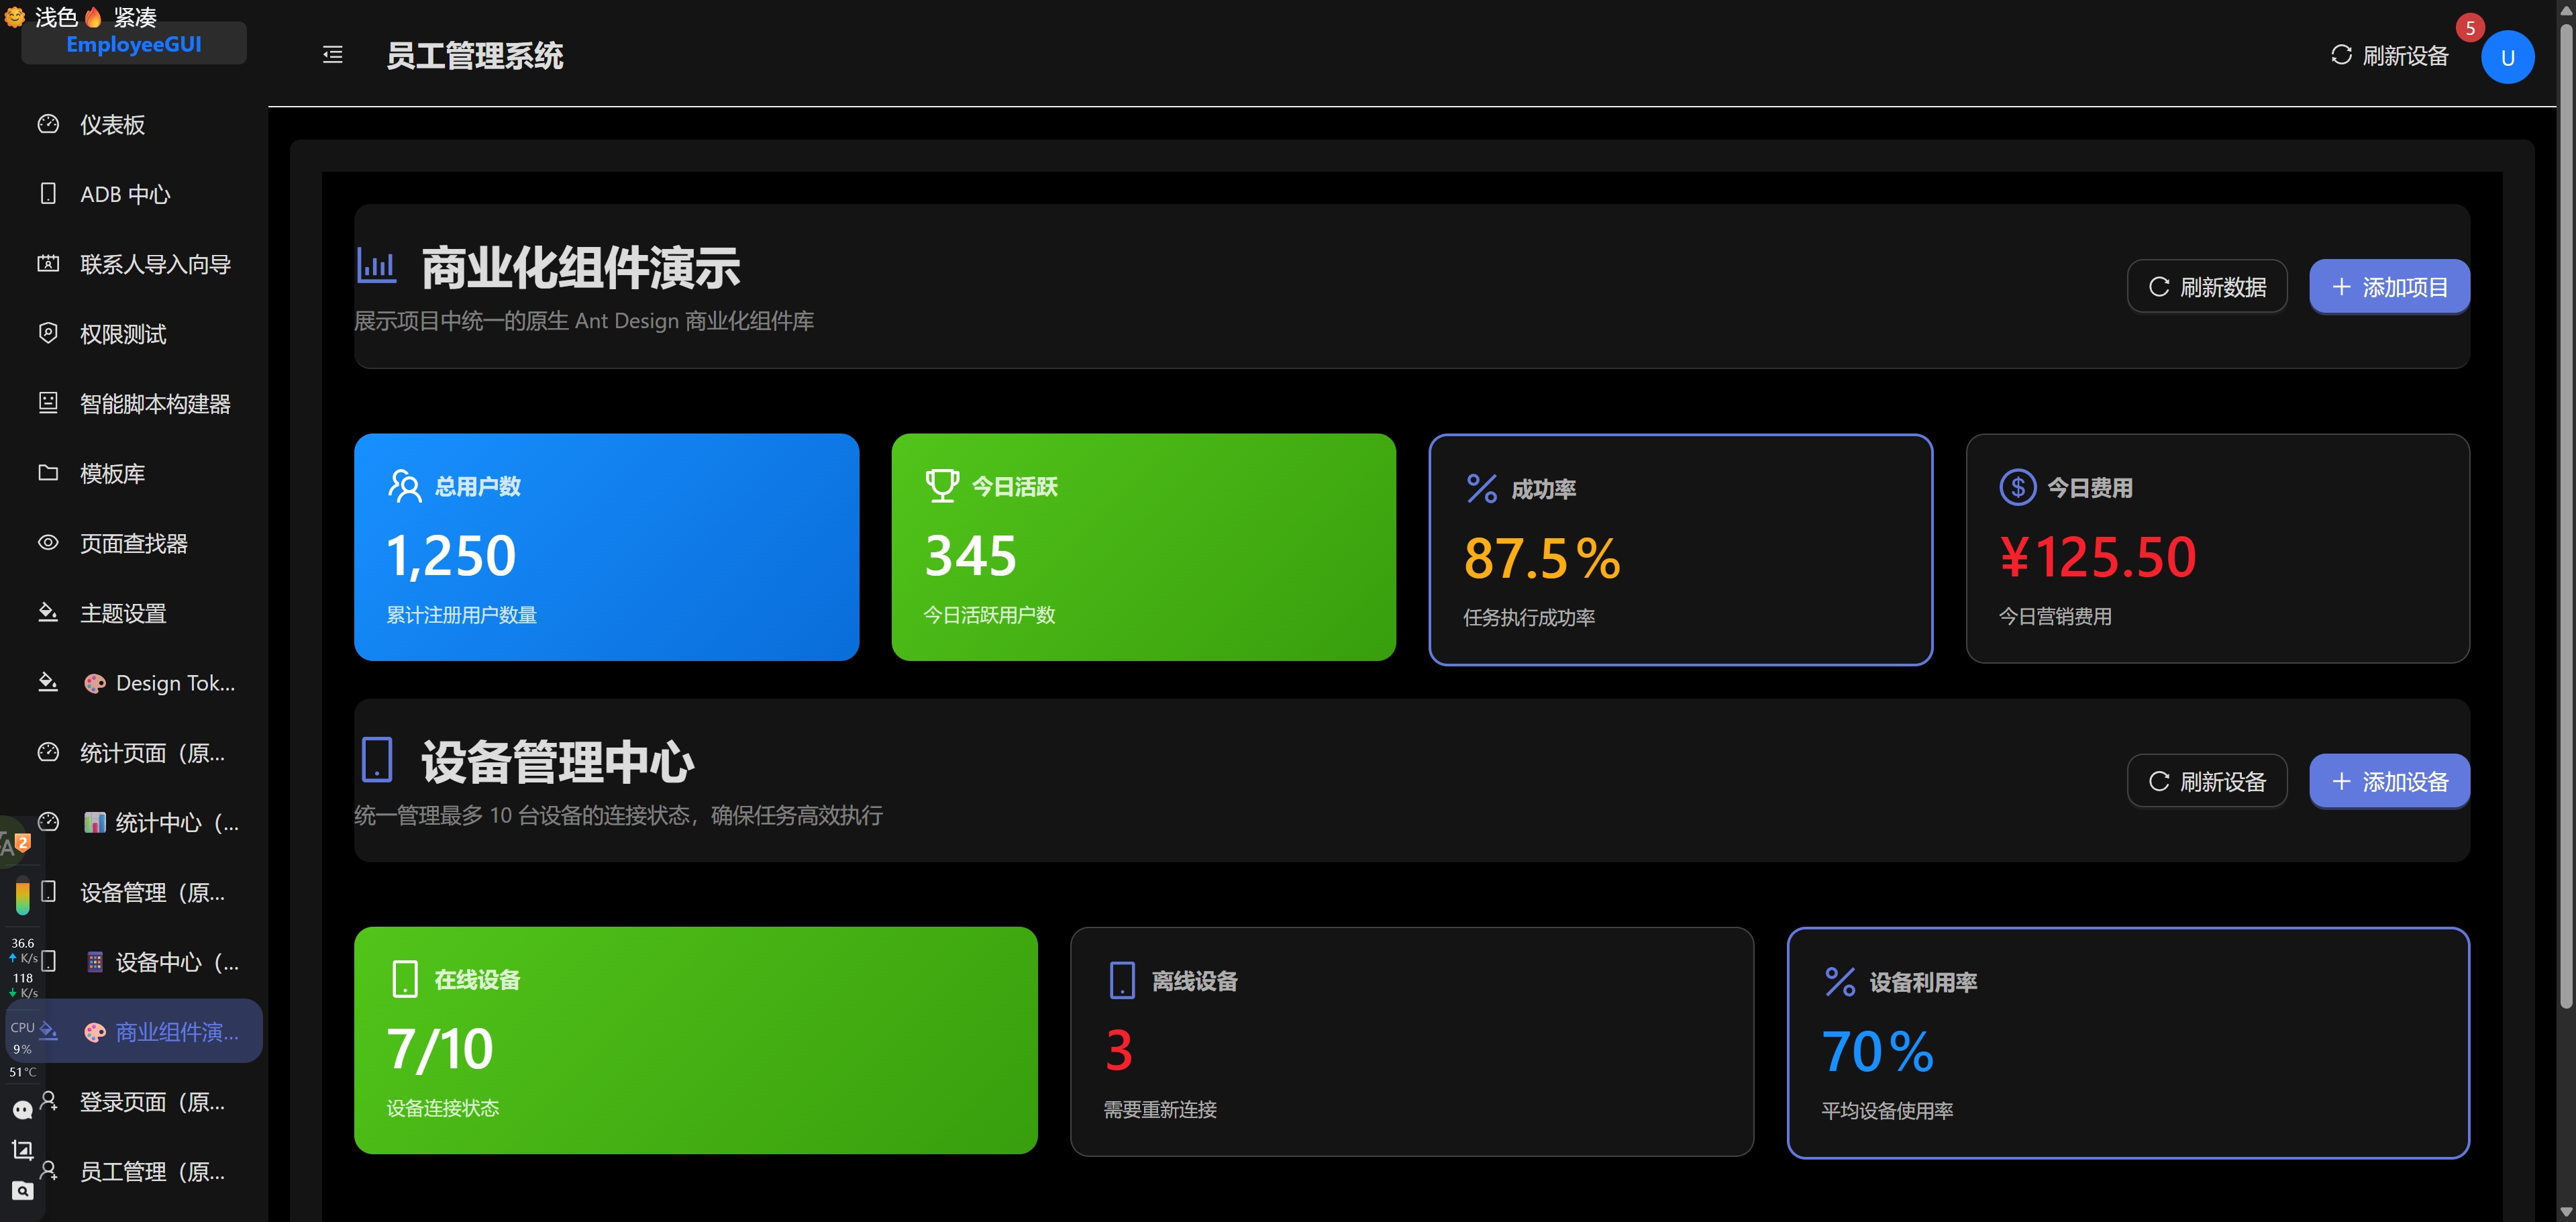 浅色 紧凑
EmployeeGUI
员工管理系统
刷新设备
5
U
仪表板
ADB 中心
联系人导入向导
权限测试
智能脚本构建器
模板库
页面查找器
主题设置
Design Tok...
统计页面（原...
统计中心（...
设备管理（原...
设备中心（...
商业组件演...
登录页面（原...
员工管理（原...
A
2
36.6
K/s
118
K/s
CPU
9%
51°C
商业化组件演示
展示项目中统一的原生 Ant Design 商业化组件库
刷新数据
添加项目
总用户数
1,250
累计注册用户数量
今日活跃
345
今日活跃用户数
成功率
87.5%
任务执行成功率
今日费用
¥125.50
今日营销费用
设备管理中心
统一管理最多 10 台设备的连接状态，确保任务高效执行
刷新设备
添加设备
在线设备
7/10
设备连接状态
离线设备
3
需要重新连接
设备利用率
70%
平均设备使用率